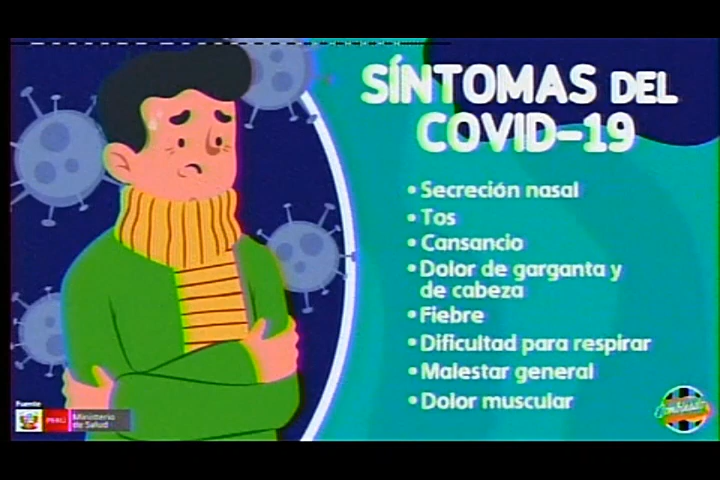 SÍNTOMAS DEL
COVID-19
• Secreción nasal
• Tos
• Cansancio
• Dolor de garganta y
de cabeza
• Fiebre
• Dificultad para respirar
• Malestar general
• Dolor muscular
Fuente
PERÚ Ministerio
de Salud